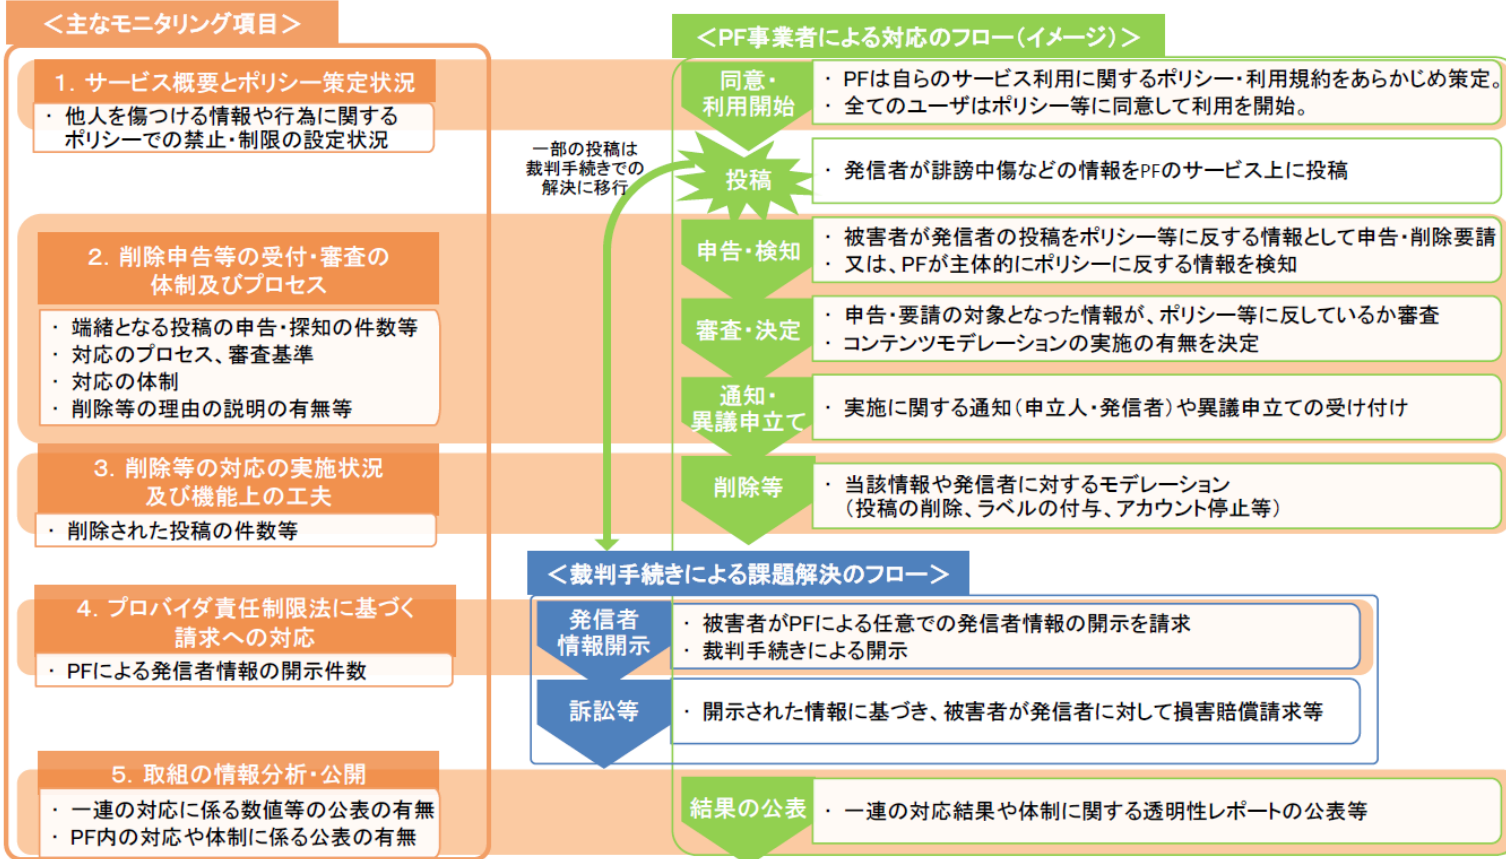 ＜主なモニタリング項目＞
1．サービス概要とポリシー策定状況
・ 他人を傷つける情報や行為に関する
ポリシーでの禁止・制限の設定状況
2．削除申告等の受付・審査の
体制及びプロセス
・ 端緒となる投稿の申告・探知の件数等
・ 対応のプロセス、審査基準
・ 対応の体制
・ 削除等の理由の説明の有無等
3．削除等の対応の実施状況
及び機能上の工夫
・ 削除された投稿の件数等
4．プロバイダ責任制限法に基づく
請求への対応
・ PFによる発信者情報の開示件数
5．取組の情報分析・公開
・ 一連の対応に係る数値等の公表の有無
・ PF内の対応や体制に係る公表の有無
＜PF事業者による対応のフロー（イメージ）＞
同意・
利用開始
・ PFは自らのサービス利用に関するポリシー・利用規約をあらかじめ策定。
・ 全てのユーザはポリシー等に同意して利用を開始。
一部の投稿は
裁判手続きでの
解決に移行
投稿
・ 発信者が誹謗中傷などの情報をPFのサービス上に投稿
申告・検知
・ 被害者が発信者の投稿をポリシー等に反する情報として申告・削除要請
・ 又は、PFが主体的にポリシーに反する情報を検知
審査・決定
・ 申告・要請の対象となった情報が、ポリシー等に反しているか審査
・ コンテンツモデレーションの実施の有無を決定
通知・
異議申立て
・ 実施に関する通知（申立人・発信者）や異議申立ての受け付け
削除等
・ 当該情報や発信者に対するモデレーション
（投稿の削除、ラベルの付与、アカウント停止等）
＜裁判手続きによる課題解決のフロー＞
発信者
情報開示
・ 被害者がPFによる任意での発信者情報の開示を請求
・ 裁判手続きによる開示
訴訟等
・ 開示された情報に基づき、被害者が発信者に対して損害賠償請求等
結果の公表
・ 一連の対応結果や体制に関する透明性レポートの公表等